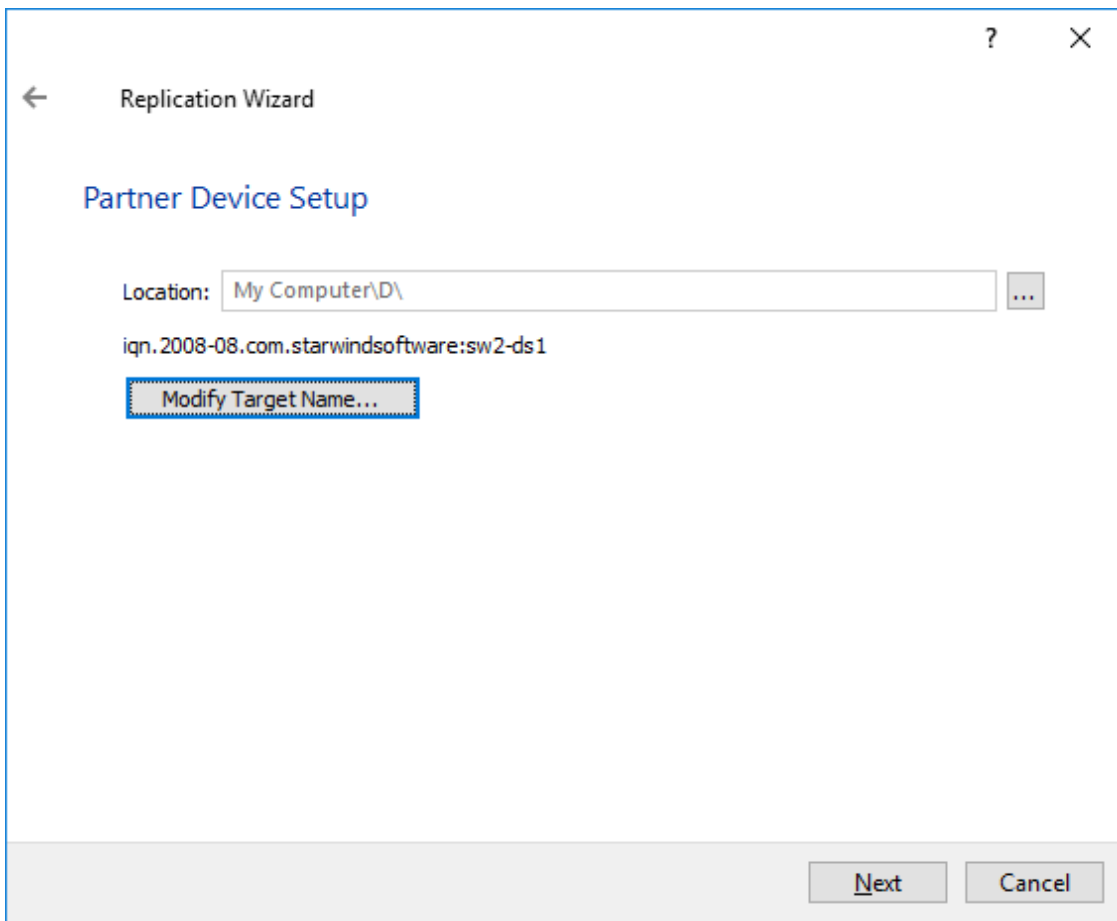 ?
Replication Wizard
Partner Device Setup
Location: My Computer\D\ ...
iqn.2008-08.com.starwindsoftware:sw2-ds1
Modify Target Name...
Next Cancel